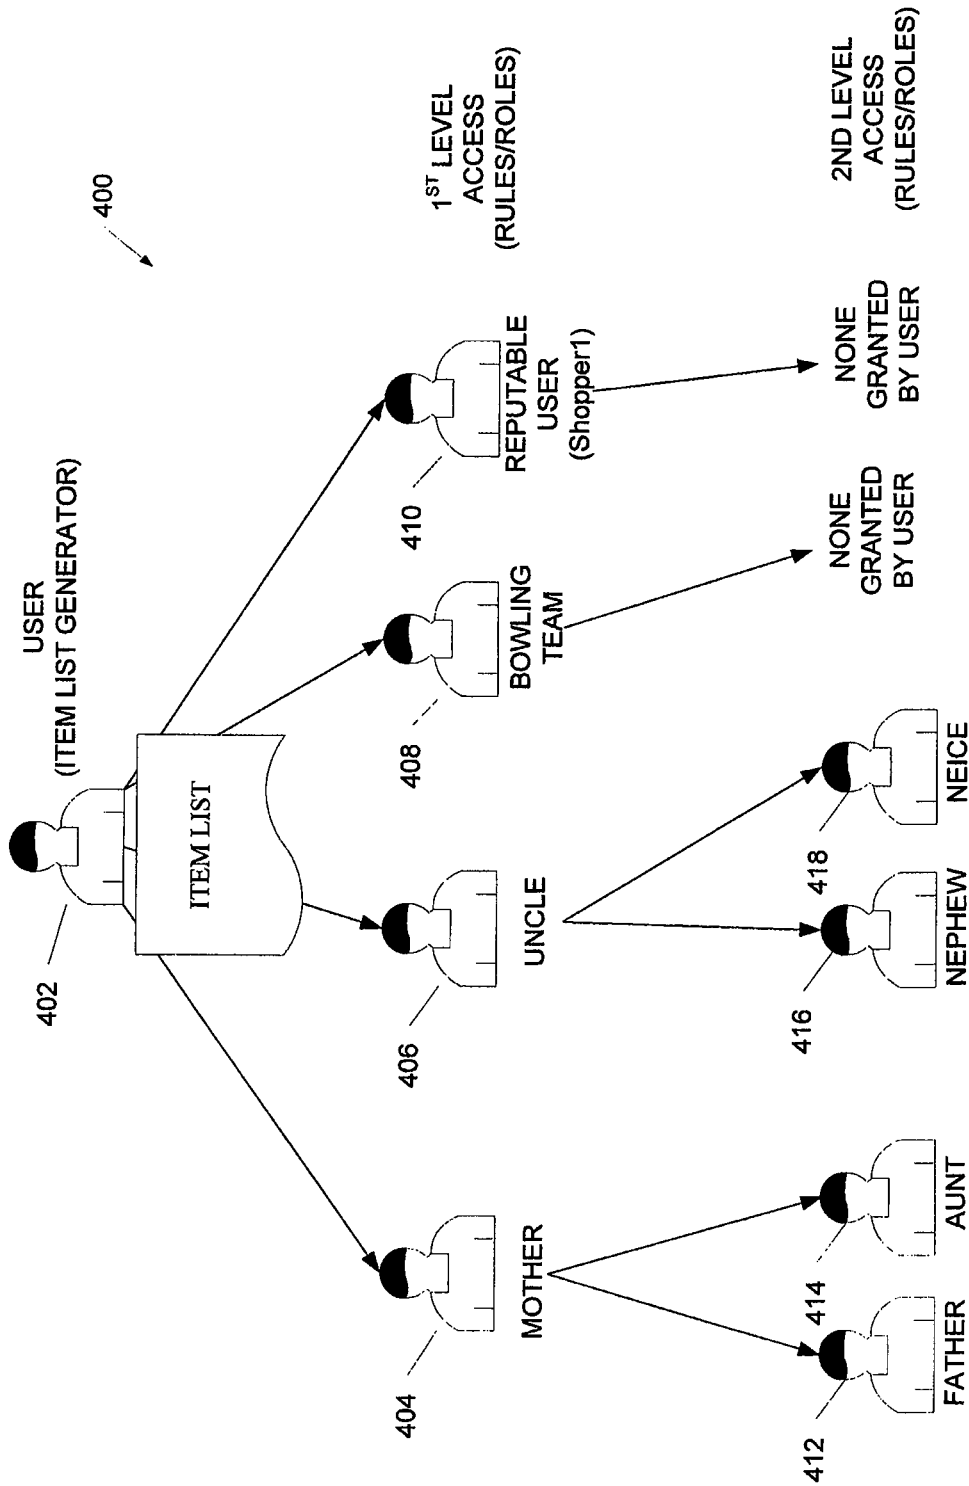 400
USER
(ITEM LIST GENERATOR)
402
ITEM LIST
1ST LEVEL
ACCESS
(RULES/ROLES)
404
MOTHER
406
UNCLE
408
BOWLING
TEAM
410
REPUTABLE
USER
(Shopper1)
2ND LEVEL
ACCESS
(RULES/ROLES)
412
FATHER
414
AUNT
416
NEPHEW
418
NEICE
NONE
GRANTED
BY USER
NONE
GRANTED
BY USER